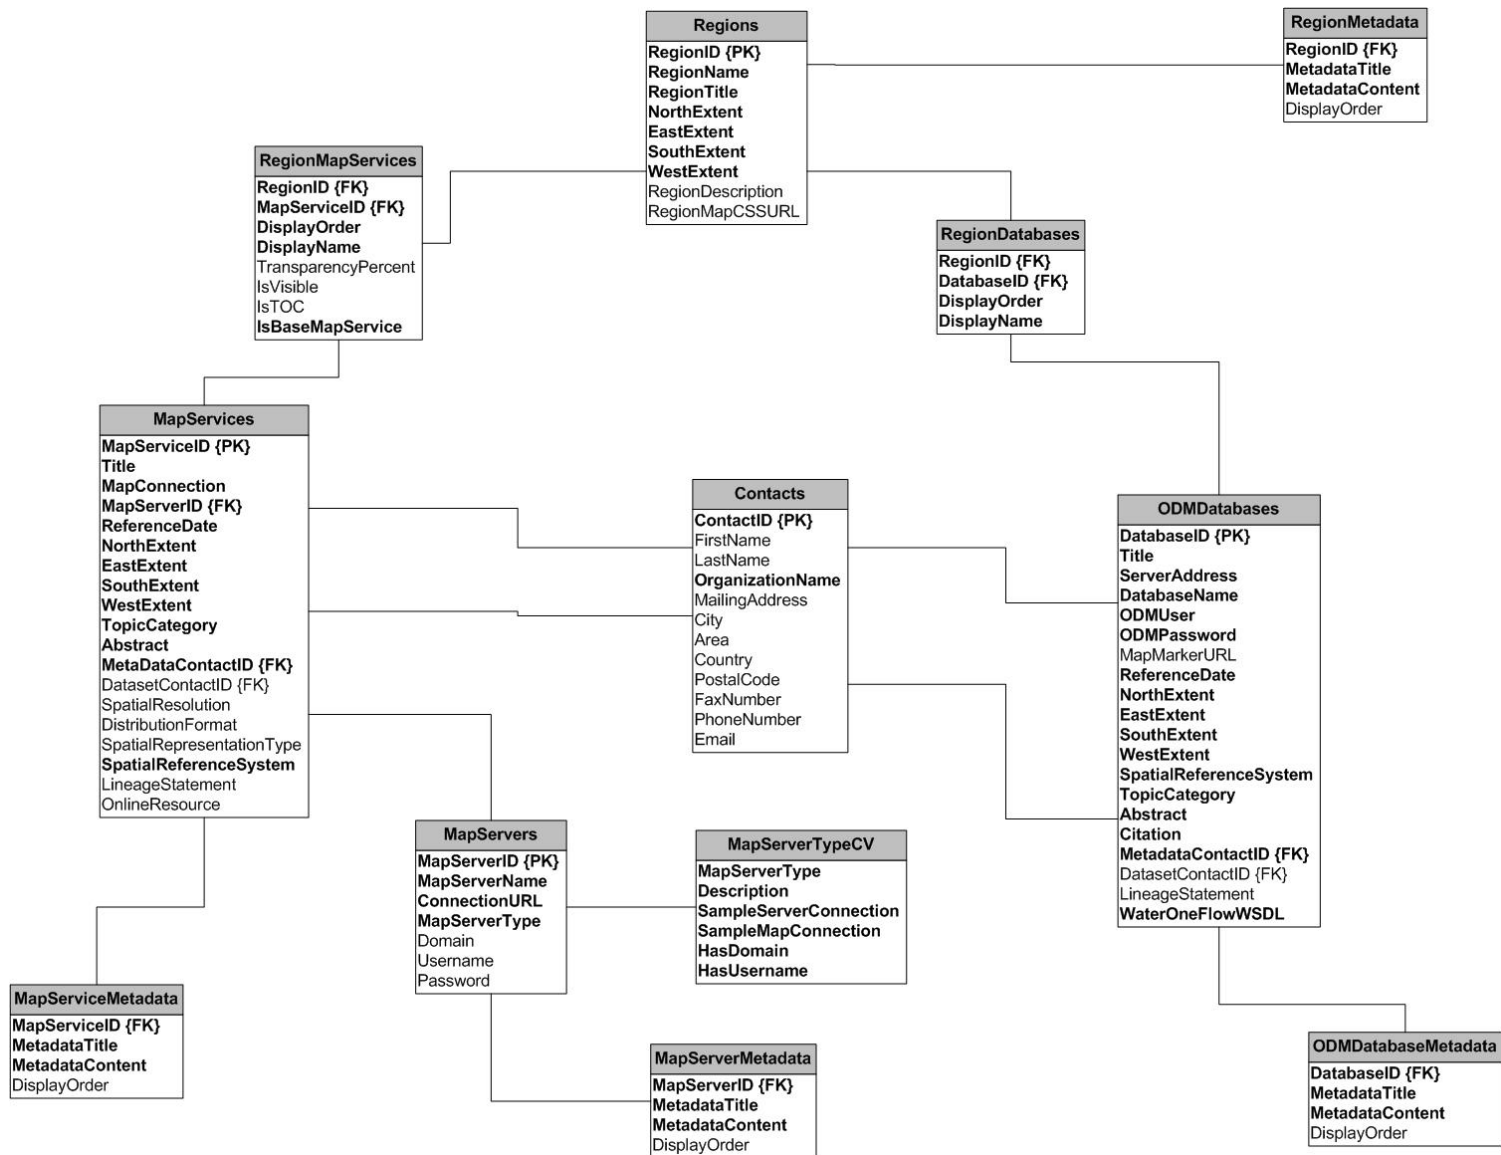 Regions
RegionID {PK}
RegionName
RegionTitle
NorthExtent
EastExtent
SouthExtent
WestExtent
RegionDescription
RegionMapCSSURL
RegionMetadata
RegionID {FK}
MetadataTitle
MetadataContent
DisplayOrder
RegionMapServices
RegionID {FK}
MapServiceID {FK}
DisplayOrder
DisplayName
TransparencyPercent
IsVisible
IsTOC
IsBaseMapService
RegionDatabases
RegionID {FK}
DatabaseID {FK}
DisplayOrder
DisplayName
MapServices
MapServiceID {PK}
Title
MapConnection
MapServerID {FK}
ReferenceDate
NorthExtent
EastExtent
SouthExtent
WestExtent
TopicCategory
Abstract
MetaDataContactID {FK}
DatasetContactID {FK}
SpatialResolution
DistributionFormat
SpatialRepresentationType
SpatialReferenceSystem
LineageStatement
OnlineResource
Contacts
ContactID {PK}
FirstName
LastName
OrganizationName
MailingAddress
City
Area
Country
PostalCode
FaxNumber
PhoneNumber
Email
ODMDatabases
DatabaseID {PK}
Title
ServerAddress
DatabaseName
ODMUser
ODMPassword
MapMarkerURL
ReferenceDate
NorthExtent
EastExtent
SouthExtent
WestExtent
SpatialReferenceSystem
TopicCategory
Abstract
Citation
MetadataContactID {FK}
DatasetContactID {FK}
LineageStatement
WaterOneFlowWSDL
MapServers
MapServerID {PK}
MapServerName
ConnectionURL
MapServerType
Domain
Username
Password
MapServerTypeCV
MapServerType
Description
SampleServerConnection
SampleMapConnection
HasDomain
HasUsername
MapServiceMetadata
MapServiceID {FK}
MetadataTitle
MetadataContent
DisplayOrder
MapServerMetadata
MapServerID {FK}
MetadataTitle
MetadataContent
DisplayOrder
ODMDatabaseMetadata
DatabaseID {FK}
MetadataTitle
MetadataContent
DisplayOrder